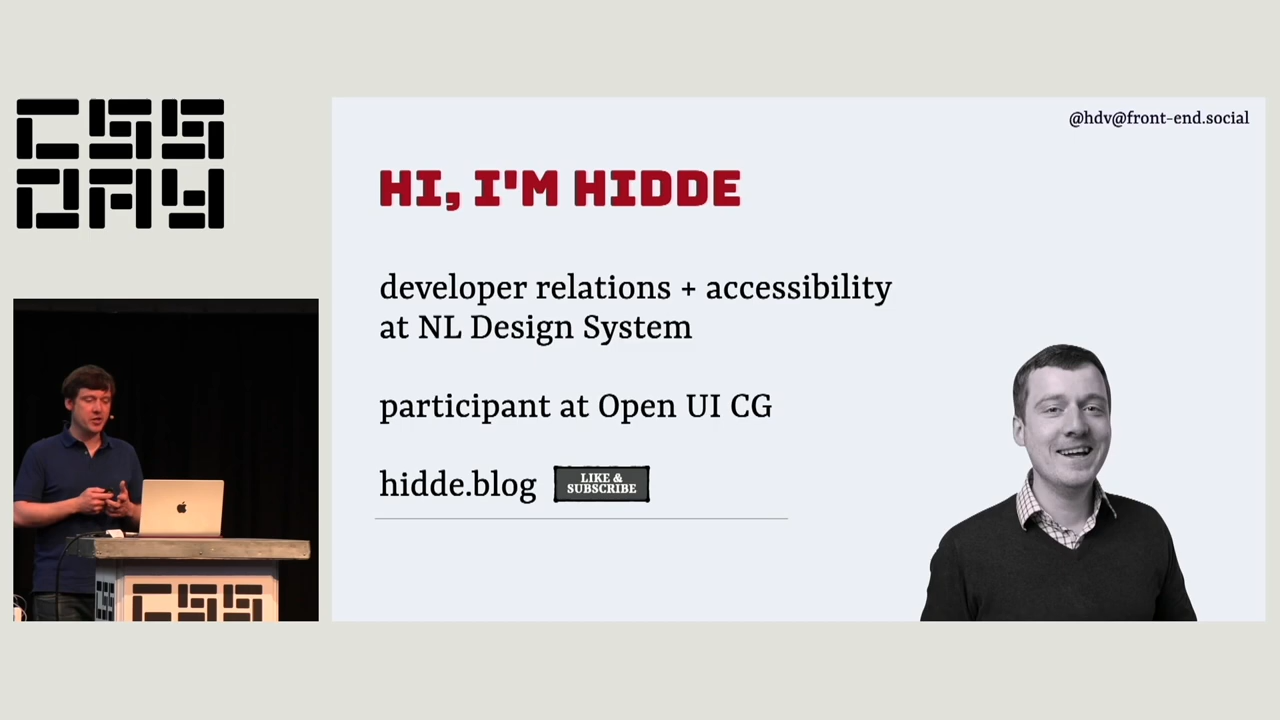 CSS
DAY
@hdv@front-end.social
HI, I'M HIDDE
developer relations + accessibility
at NL Design System
participant at Open UI CG
hidde.blog
LIKE &
SUBSCRIBE
CSS